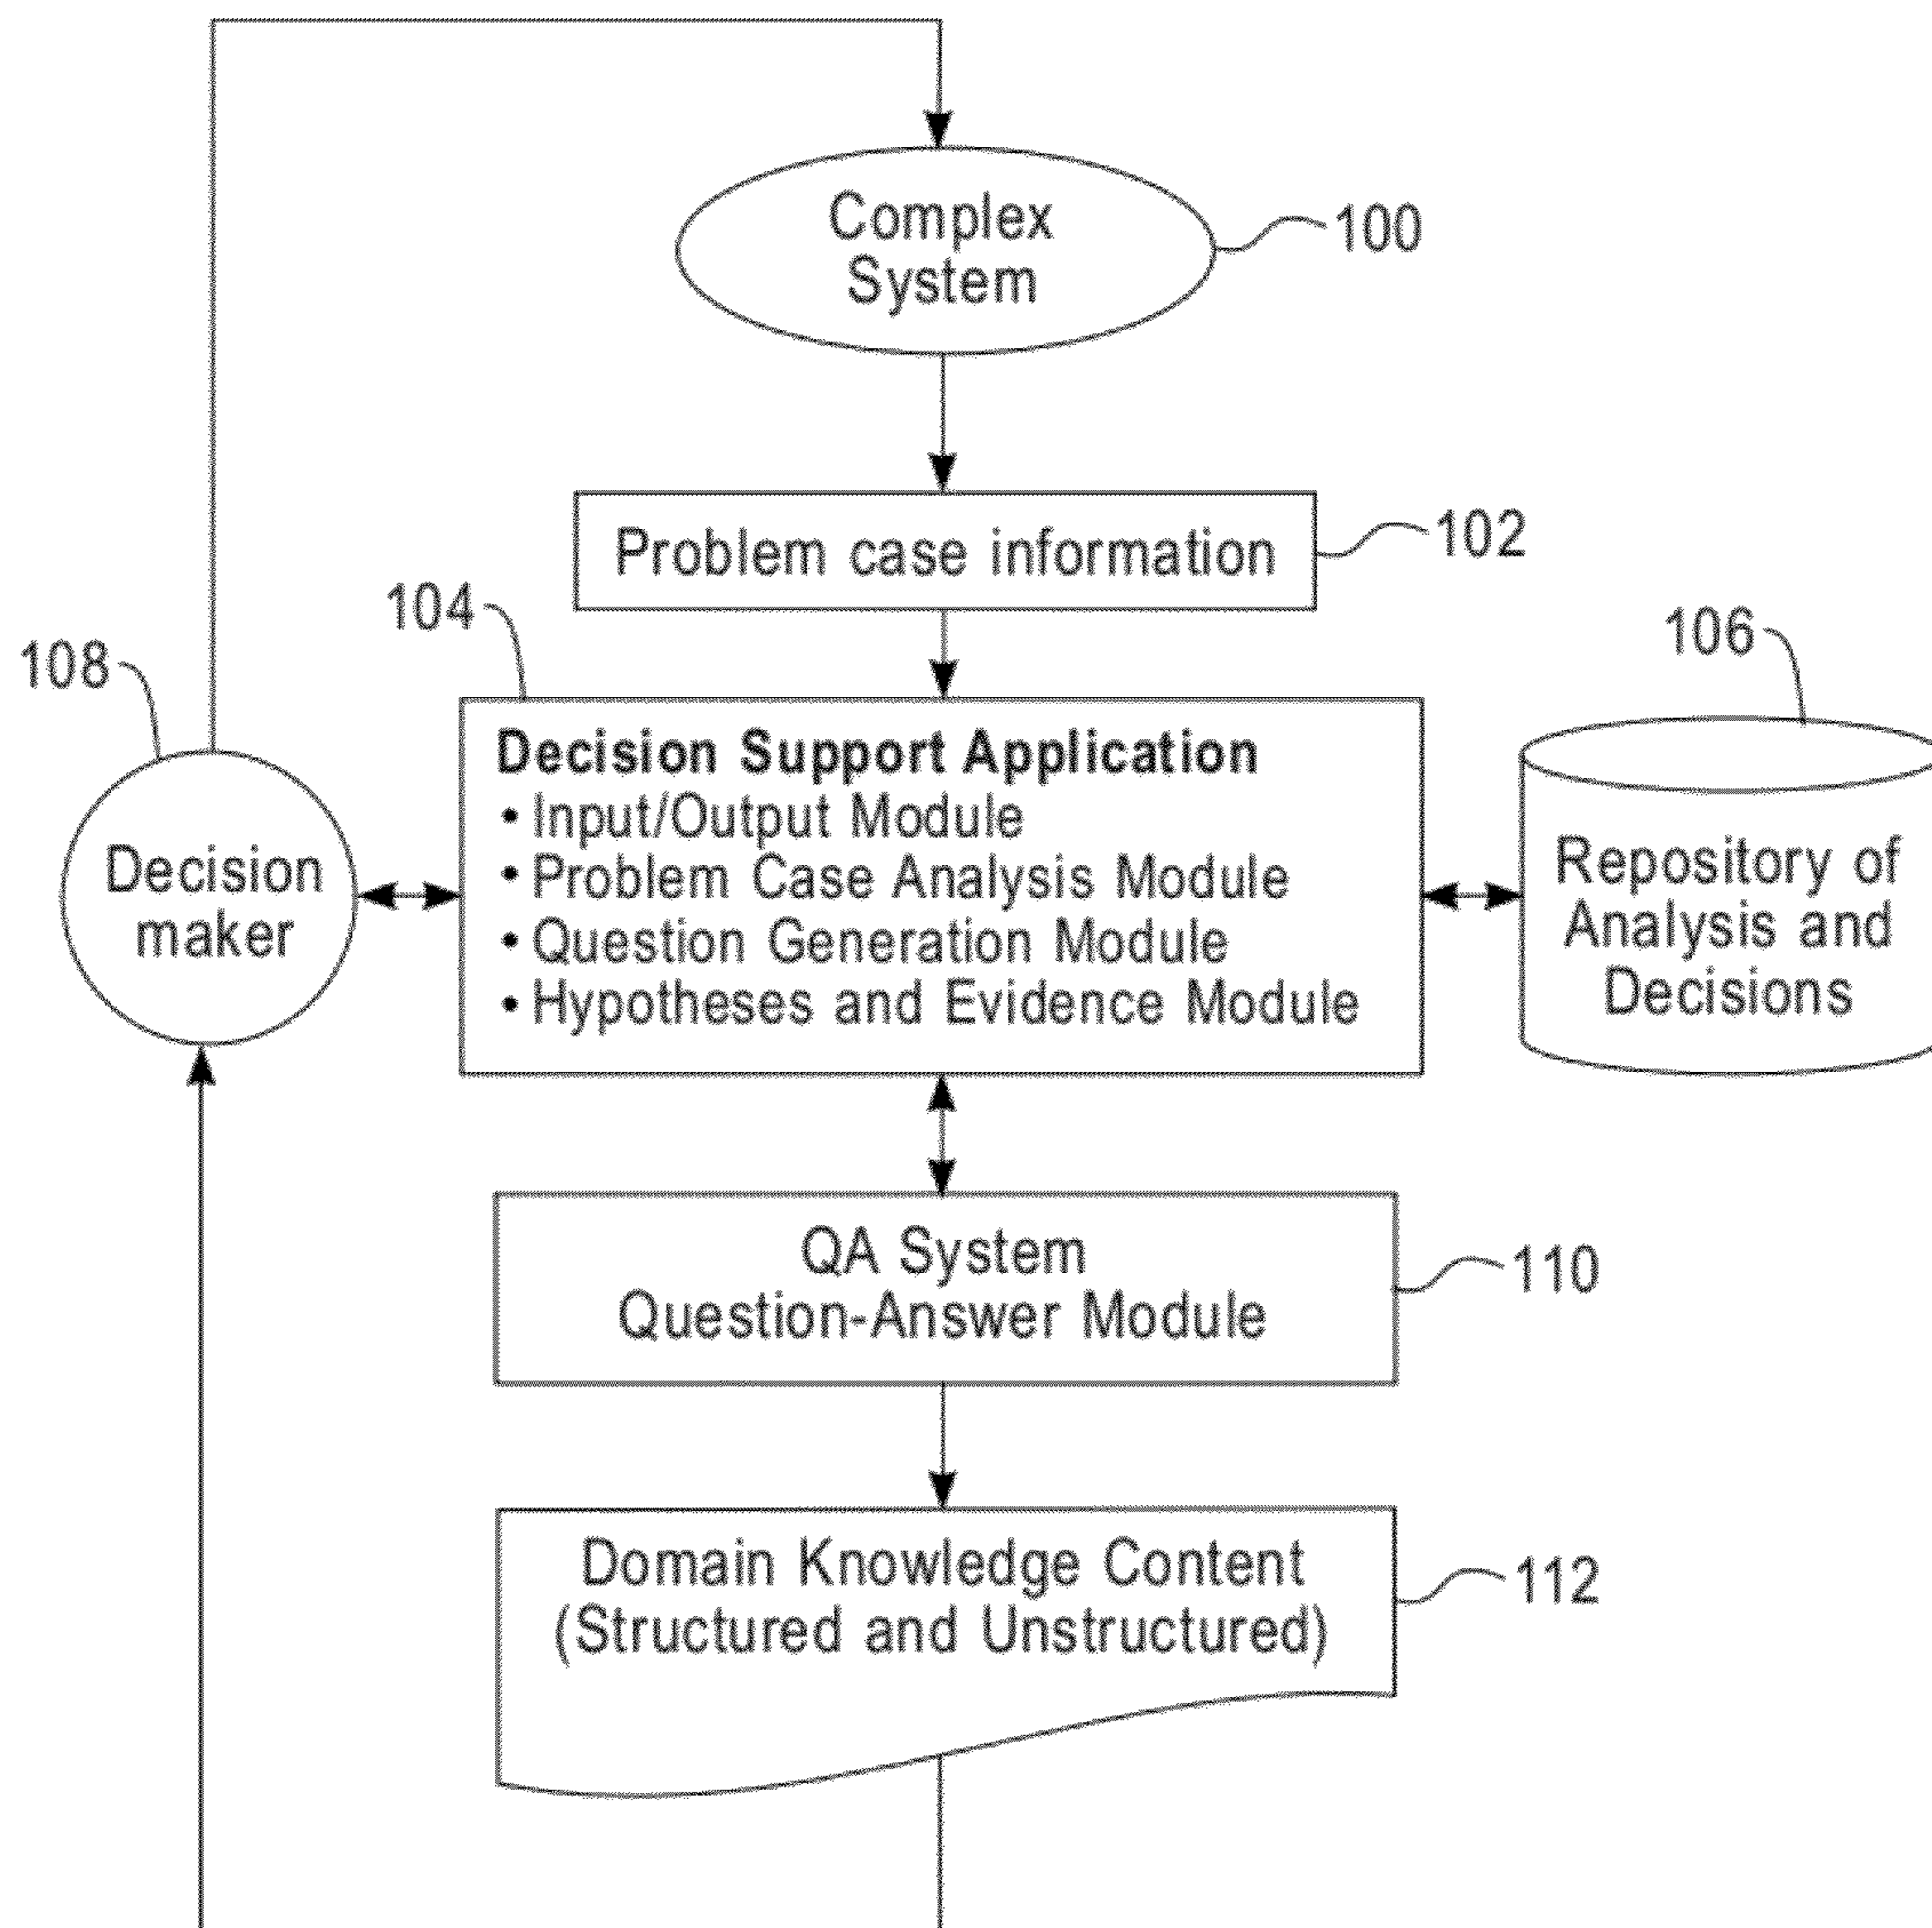 Complex
System
100
Problem case information
102
104
108
106
Decision Support Application
• Input/Output Module
• Problem Case Analysis Module
• Question Generation Module
• Hypotheses and Evidence Module
Decision
maker
Repository of
Analysis and
Decisions
QA System
Question-Answer Module
110
Domain Knowledge Content
(Structured and Unstructured)
112